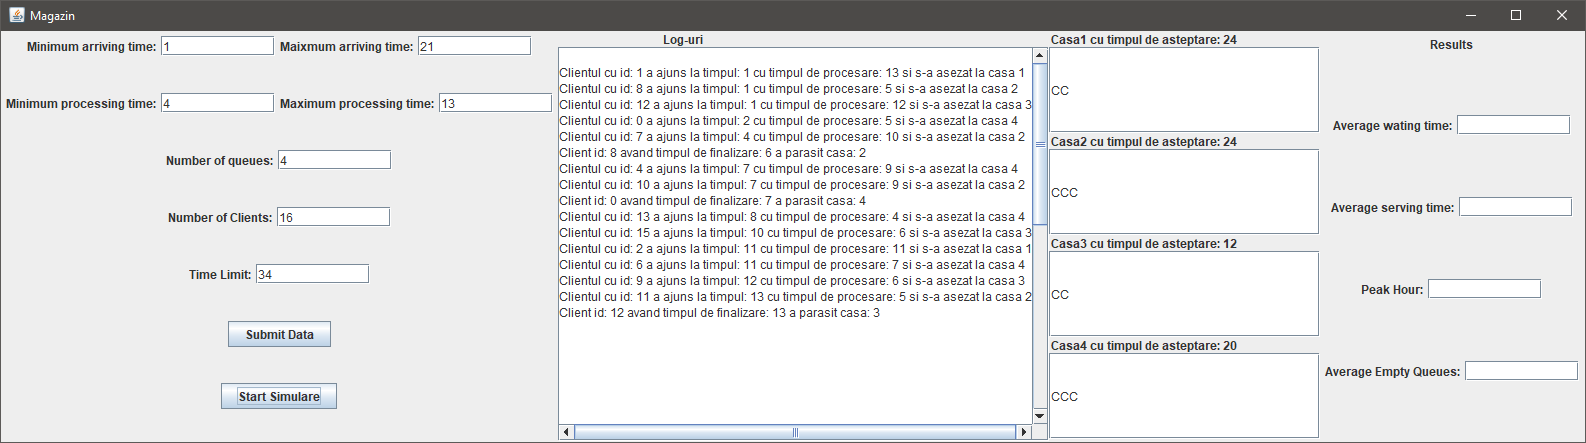 Magazin
Minimum arriving time: 1 Maixmum arriving time: 21
Minimum processing time: 4 Maximum processing time: 13
Number of queues: 4
Number of Clients: 16
Time Limit: 34
Submit Data
Start Simulare
Log-uri
Clientul cu id: 1 a ajuns la timpul: 1 cu timpul de procesare: 13 si s-a asezat la casa 1
Clientul cu id: 8 a ajuns la timpul: 1 cu timpul de procesare: 5 si s-a asezat la casa 2
Clientul cu id: 12 a ajuns la timpul: 1 cu timpul de procesare: 12 si s-a asezat la casa 3
Clientul cu id: 0 a ajuns la timpul: 2 cu timpul de procesare: 5 si s-a asezat la casa 4
Clientul cu id: 7 a ajuns la timpul: 4 cu timpul de procesare: 10 si s-a asezat la casa 2
Client id: 8 avand timpul de finalizare: 6 a parasit casa: 2
Clientul cu id: 4 a ajuns la timpul: 7 cu timpul de procesare: 9 si s-a asezat la casa 4
Clientul cu id: 10 a ajuns la timpul: 7 cu timpul de procesare: 9 si s-a asezat la casa 2
Client id: 0 avand timpul de finalizare: 7 a parasit casa: 4
Clientul cu id: 13 a ajuns la timpul: 8 cu timpul de procesare: 4 si s-a asezat la casa 4
Clientul cu id: 15 a ajuns la timpul: 10 cu timpul de procesare: 6 si s-a asezat la casa 3
Clientul cu id: 2 a ajuns la timpul: 11 cu timpul de procesare: 11 si s-a asezat la casa 1
Clientul cu id: 6 a ajuns la timpul: 11 cu timpul de procesare: 7 si s-a asezat la casa 4
Clientul cu id: 9 a ajuns la timpul: 12 cu timpul de procesare: 6 si s-a asezat la casa 3
Clientul cu id: 11 a ajuns la timpul: 13 cu timpul de procesare: 5 si s-a asezat la casa 2
Client id: 12 avand timpul de finalizare: 13 a parasit casa: 3
Casa1 cu timpul de asteptare: 24
CC
Casa2 cu timpul de asteptare: 24
CCC
Casa3 cu timpul de asteptare: 12
CC
Casa4 cu timpul de asteptare: 20
CCC
Results
Average wating time:
Average serving time:
Peak Hour:
Average Empty Queues: